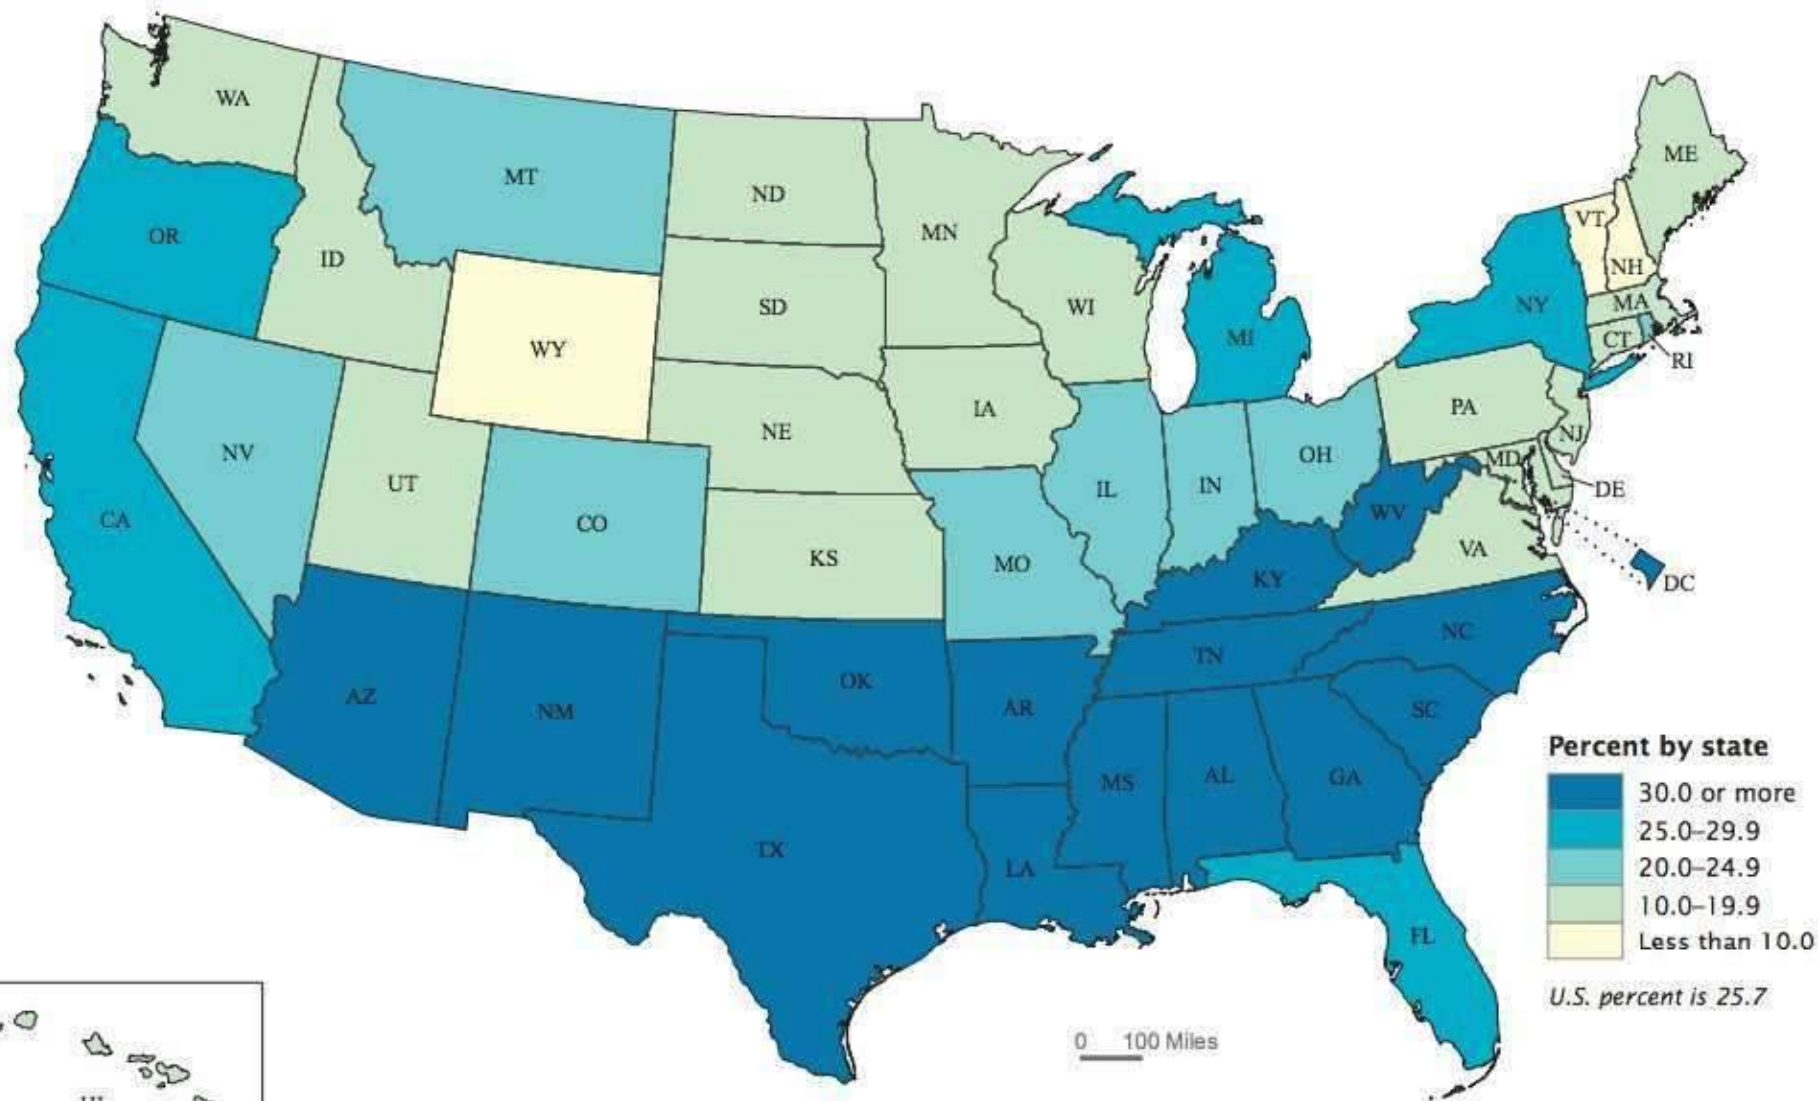 WA
MT
ND
MN
ME
OR
ID
SD
WI
MI
NY
VT
NH
MA
CT
RI
WY
NE
IA
PA
NJ
NV
UT
CO
KS
MO
IL
IN
OH
MD
DE
WV
VA
DC
CA
KY
AZ
NM
OK
AR
TN
NC
SC
TX
LA
MS
AL
GA
FL
Percent by state
30.0 or more
25.0–29.9
20.0–24.9
10.0–19.9
Less than 10.0
U.S. percent is 25.7
0 100 Miles